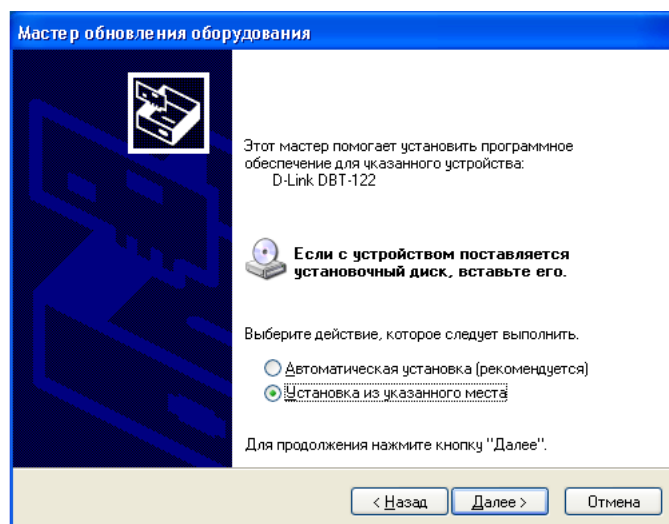 Мастер обновления оборудования
Этот мастер помогает установить программное
обеспечение для указанного устройства:
D-Link DBT-122
Если с устройством поставляется
установочный диск, вставьте его.
Выберите действие, которое следует выполнить.
Автоматическая установка (рекомендуется)
Установка из указанного места
Для продолжения нажмите кнопку "Далее".
< Назад
Далее >
Отмена